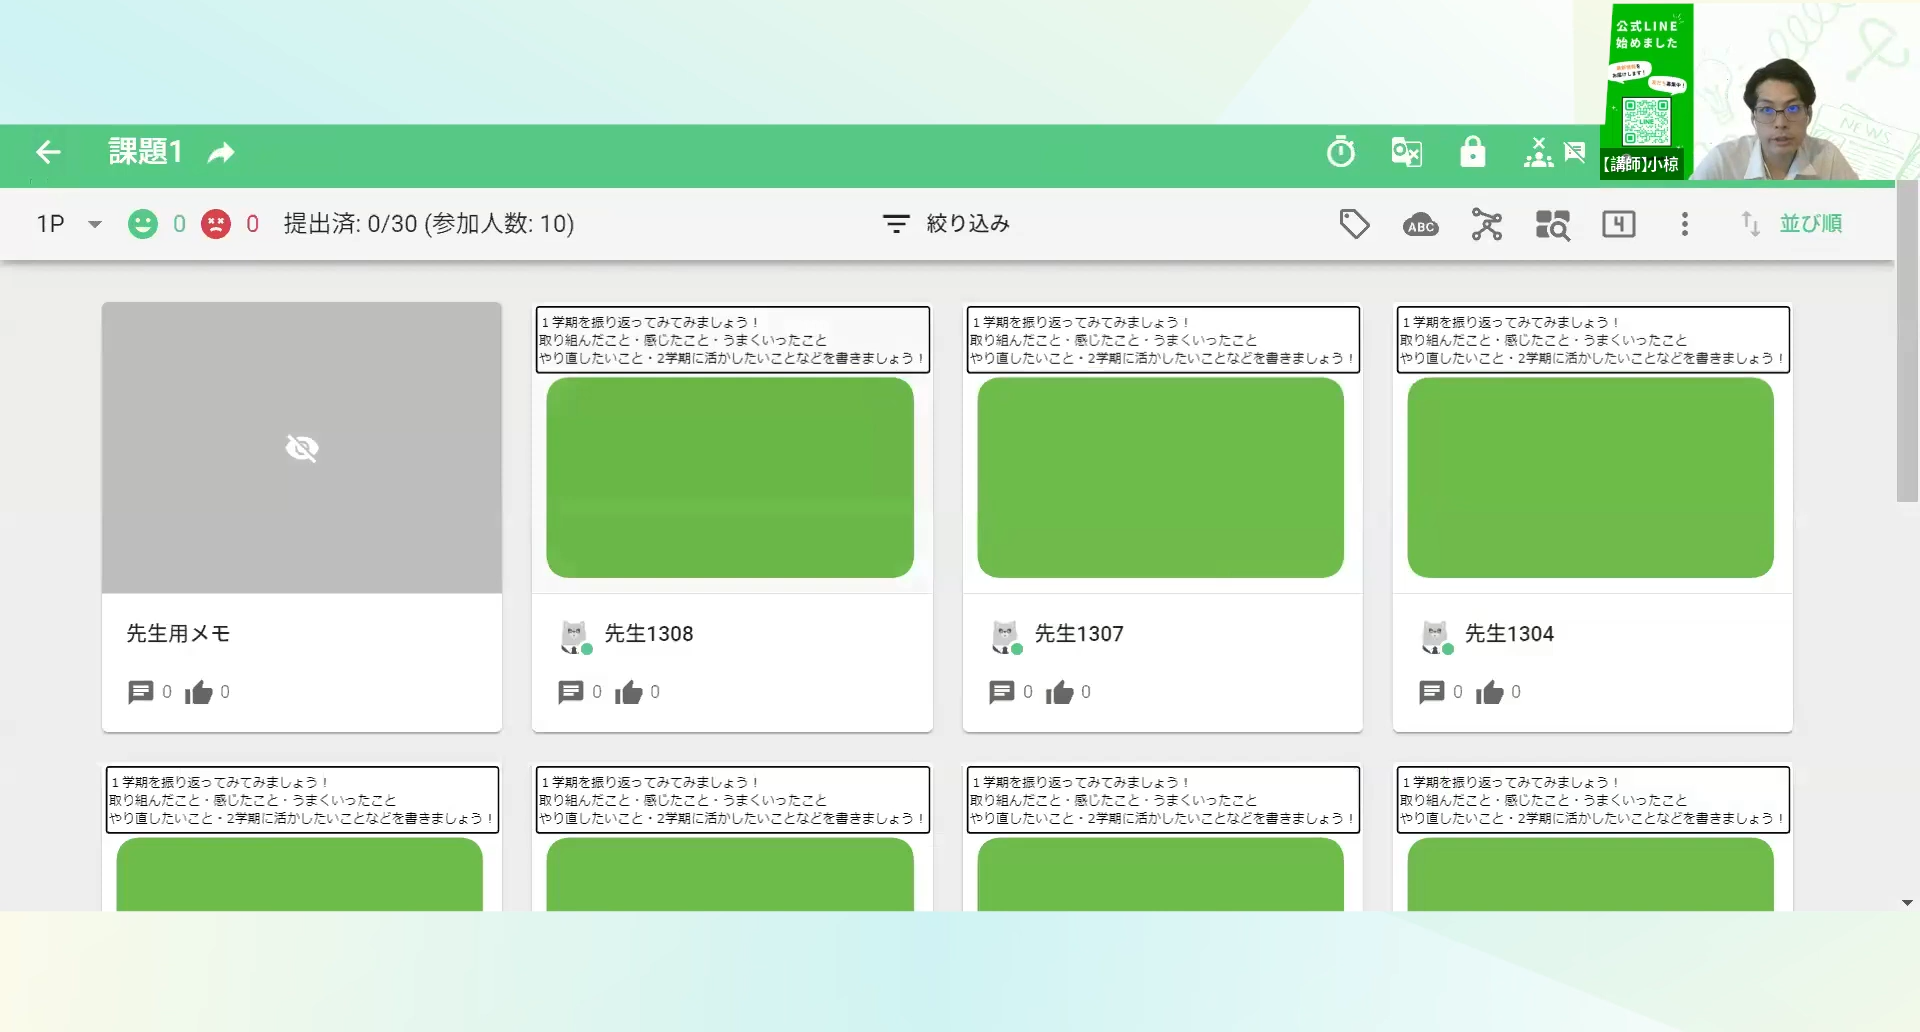 公式LINE
始めました
LINE
NEWS
【講師】小椋
課題1
1P
0
0
提出済: 0/30 (参加人数: 10)
絞り込み
ABC
4
並び順
１学期を振り返ってみてみましょう！
取り組んだこと・感じたこと・うまくいったこと
やり直したいこと・2学期に活かしたいことなどを書きましょう！
１学期を振り返ってみてみましょう！
取り組んだこと・感じたこと・うまくいったこと
やり直したいこと・2学期に活かしたいことなどを書きましょう！
１学期を振り返ってみてみましょう！
取り組んだこと・感じたこと・うまくいったこと
やり直したいこと・2学期に活かしたいことなどを書きましょう！
先生用メモ
0 0
先生1308
0 0
先生1307
0 0
先生1304
0 0
１学期を振り返ってみてみましょう！
取り組んだこと・感じたこと・うまくいったこと
やり直したいこと・2学期に活かしたいことなどを書きましょう！
１学期を振り返ってみてみましょう！
取り組んだこと・感じたこと・うまくいったこと
やり直したいこと・2学期に活かしたいことなどを書きましょう！
１学期を振り返ってみてみましょう！
取り組んだこと・感じたこと・うまくいったこと
やり直したいこと・2学期に活かしたいことなどを書きましょう！
１学期を振り返ってみてみましょう！
取り組んだこと・感じたこと・うまくいったこと
やり直したいこと・2学期に活かしたいことなどを書きましょう！